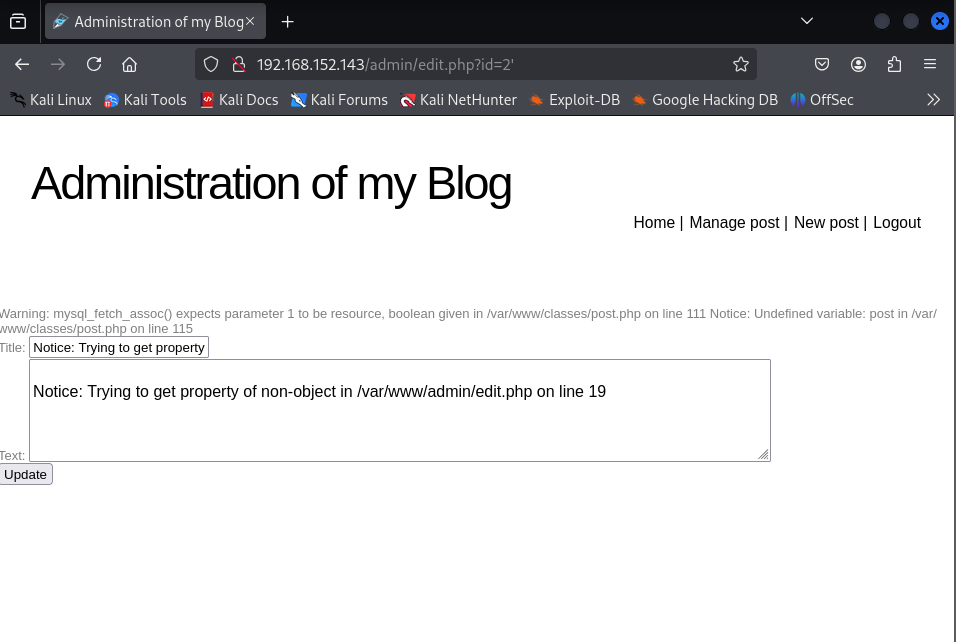 Administration of my Blog
192.168.152.143/admin/edit.php?id=2'
Kali Linux Kali Tools Kali Docs Kali Forums Kali NetHunter Exploit-DB Google Hacking DB OffSec
Administration of my Blog
Home | Manage post | New post | Logout
Warning: mysql_fetch_assoc() expects parameter 1 to be resource, boolean given in /var/www/classes/post.php on line 111 Notice: Undefined variable: post in /var/
www/classes/post.php on line 115
Title: Notice: Trying to get property
Notice: Trying to get property of non-object in /var/www/admin/edit.php on line 19
Text:
Update